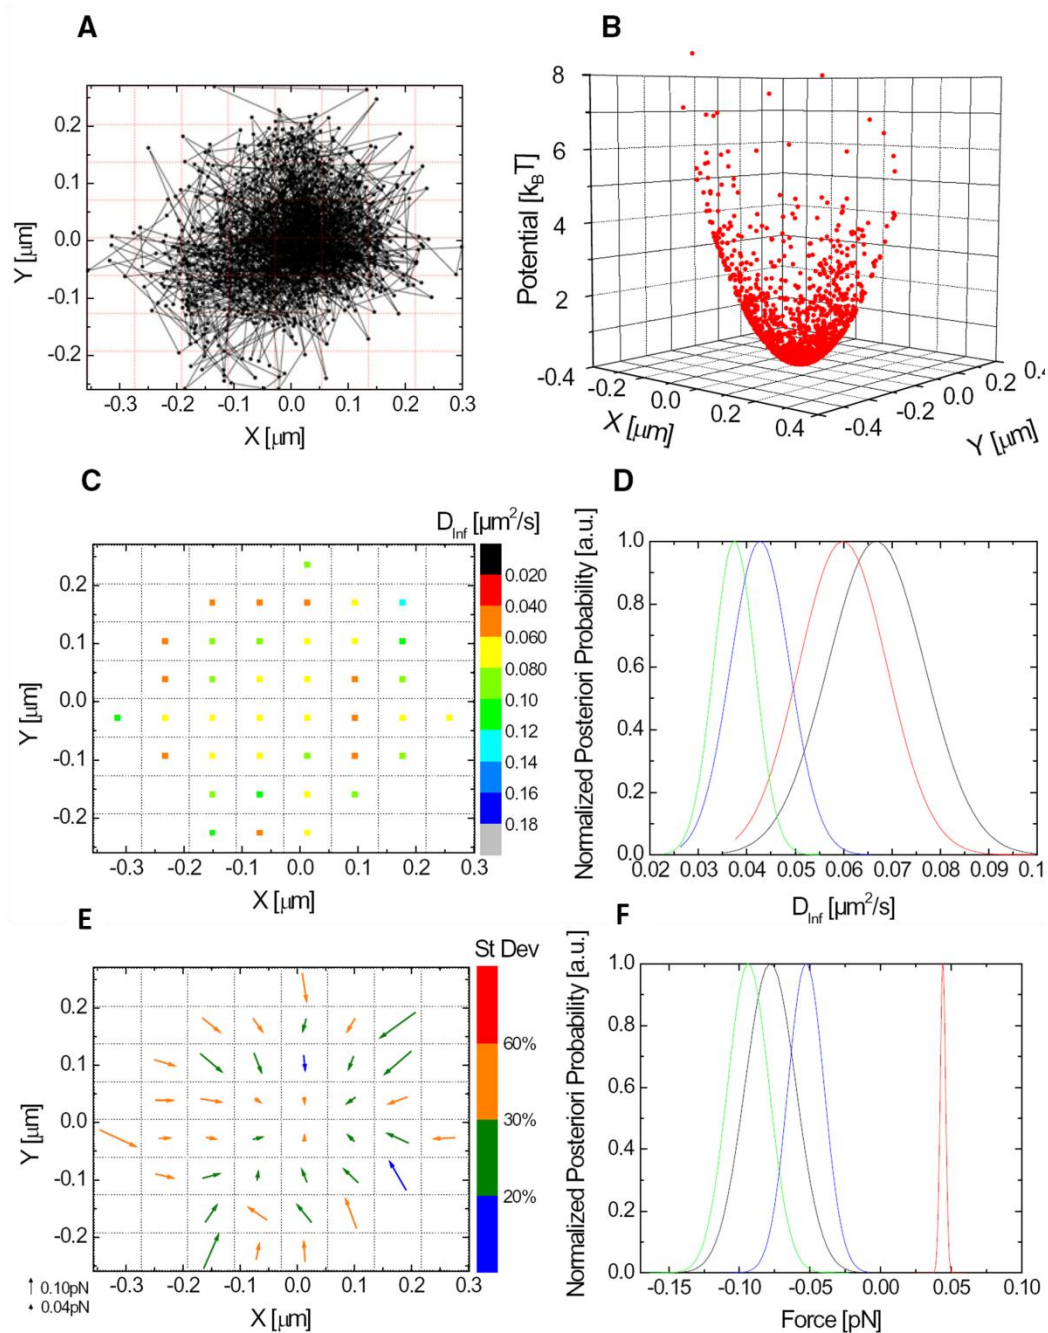 A
Y [μm]
0.2
0.1
0.0
-0.1
-0.2
-0.3 -0.2 -0.1 0.0 0.1 0.2 0.3
X [μm]
B
Potential [kBT]
8
6
4
2
-0.4 -0.2 0.0 0.2 0.4
X [μm]
-0.4 -0.2 0.0 0.2 0.4
Y [μm]
C
DInf [μm²/s]
Y [μm]
0.2
0.1
0.0
-0.1
-0.2
-0.3 -0.2 -0.1 0.0 0.1 0.2 0.3
X [μm]
0.020
0.040
0.060
0.080
0.10
0.12
0.14
0.16
0.18
D
Normalized Posteriori Probability [a.u.]
1.0
0.8
0.6
0.4
0.2
0.0
0.02 0.03 0.04 0.05 0.06 0.07 0.08 0.09 0.1
DInf [μm²/s]
E
St Dev
Y [μm]
0.2
0.1
0.0
-0.1
-0.2
-0.3 -0.2 -0.1 0.0 0.1 0.2 0.3
X [μm]
0.10pN
0.04pN
60%
30%
20%
F
Normalized Posteriori Probability [a.u.]
1.0
0.8
0.6
0.4
0.2
0.0
-0.15 -0.10 -0.05 0.00 0.05 0.10
Force [pN]